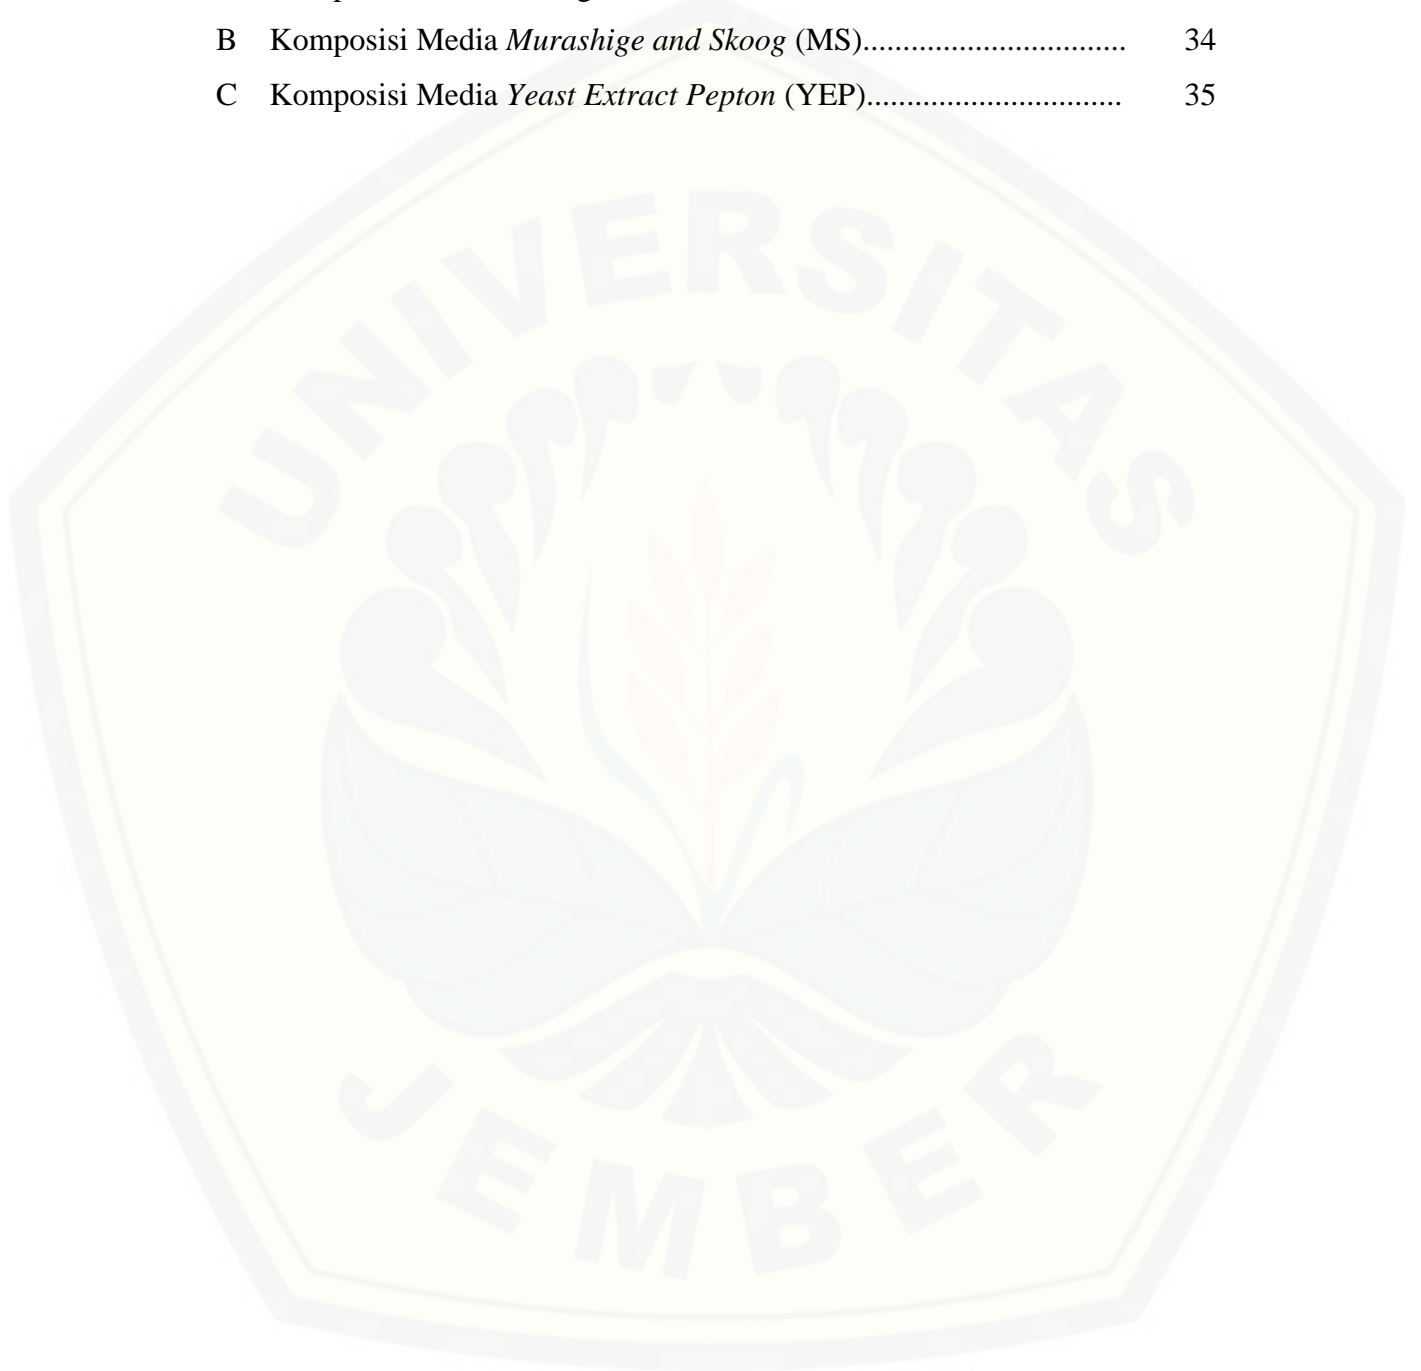 B Komposisi Media Murashige and Skoog (MS)................................. 34
C Komposisi Media Yeast Extract Pepton (YEP)................................ 35
UNIVERSITAS
JEMBER